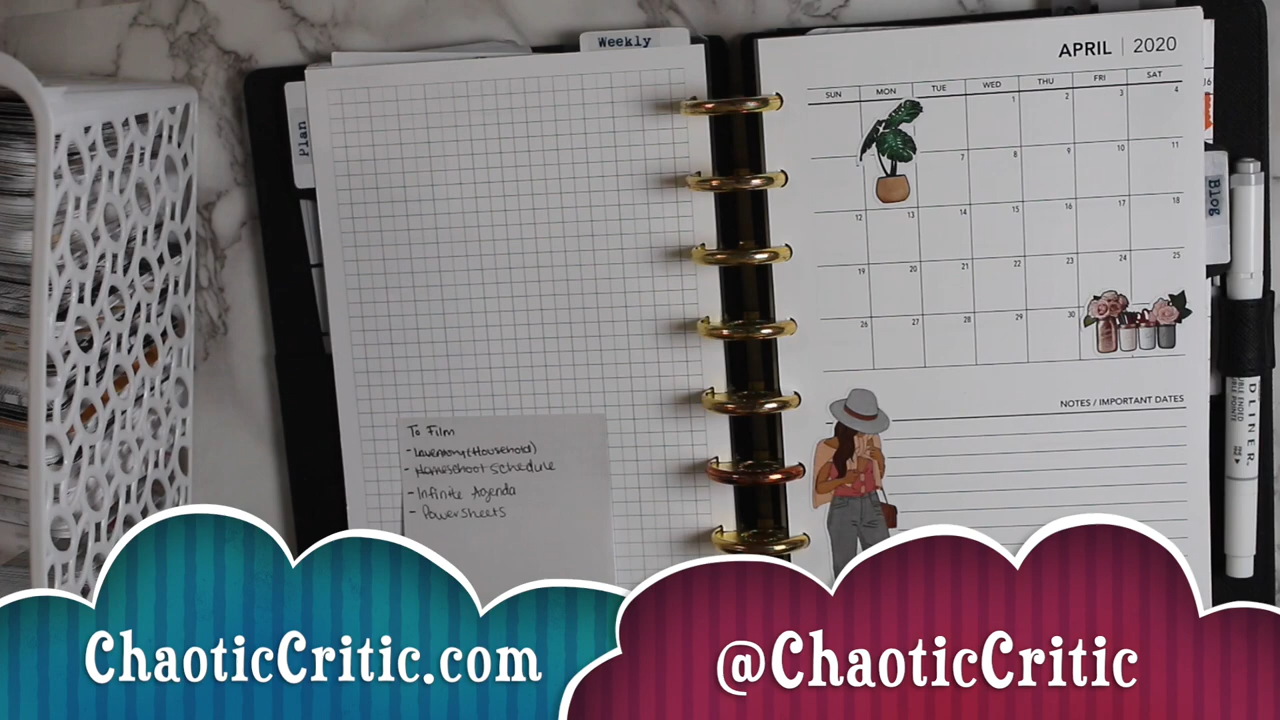 Weekly
Plan
To Film
- Inventory (Household)
- Homeschool Schedule
- Infinite Agenda
- Powersheets
APRIL | 2020
SUN MON TUE WED THU FRI SAT
1 2 3 4
7 8 9 10 11
12 13 14 15 16 17 18
19 20 21 22 23 24 25
26 27 28 29 30
NOTES / IMPORTANT DATES
Blog
DLINER
ChaoticCritic.com
@ChaoticCritic